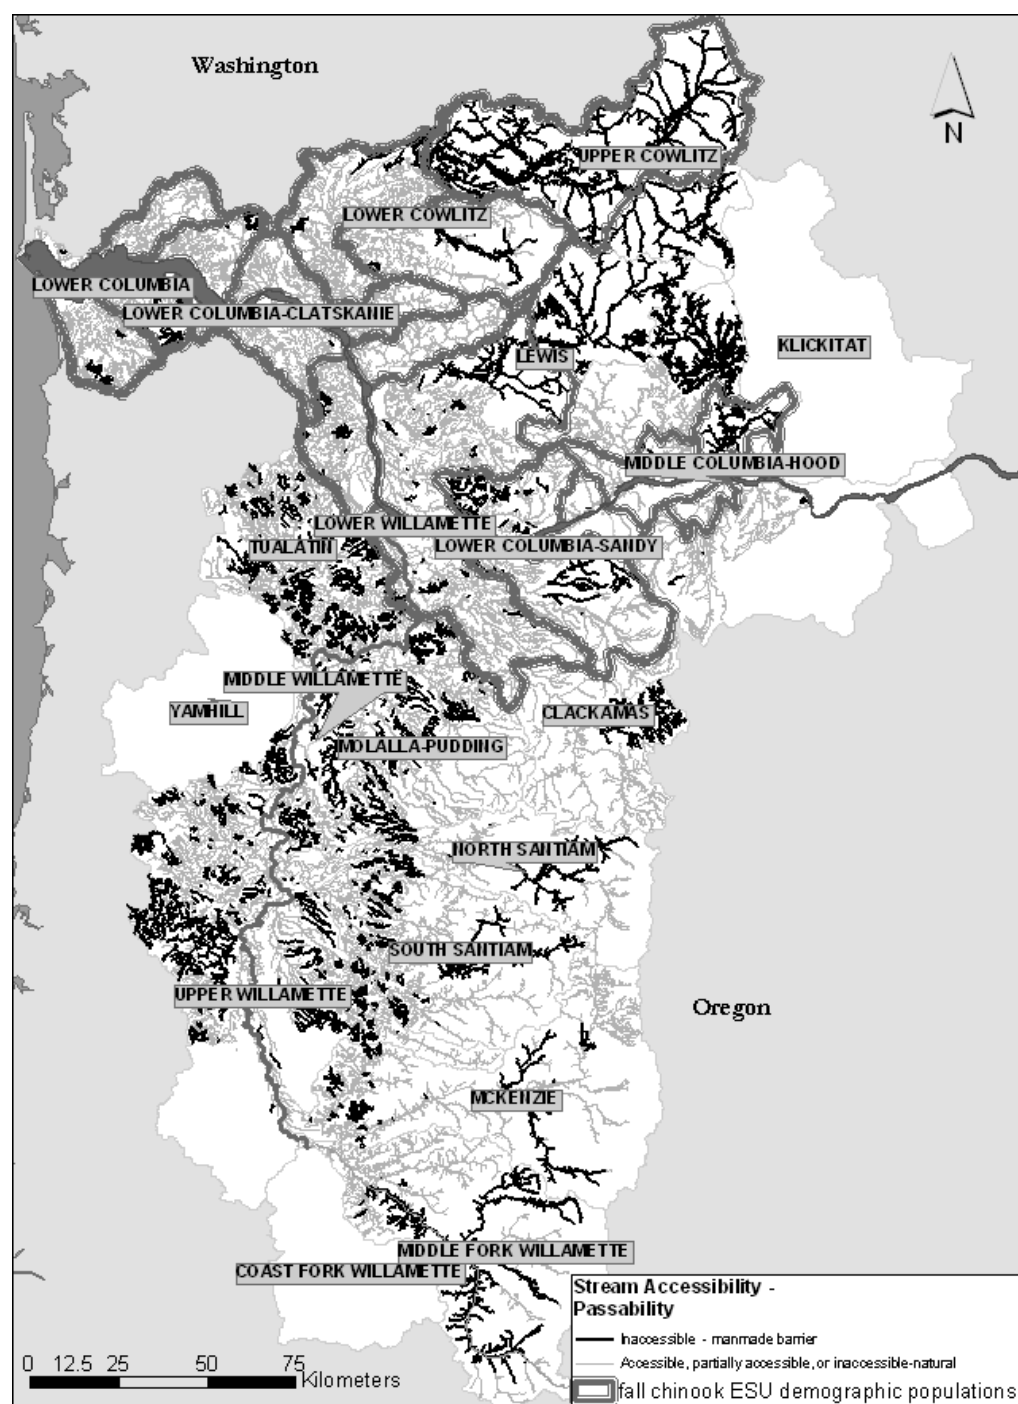 Washington
N
UPPER COWLITZ
LOWER COWLITZ
LOWER COLUMBIA
LOWER COLUMBIA-CLATSKANIE
KLICKITAT
LEWIS
MIDDLE COLUMBIA-HOOD
LOWER WILLAMETTE
TUALATIN
LOWER COLUMBIA-SANDY
MIDDLE WILLAMETTE
YAMHILL
CLACKAMAS
MOLALLA-PUDDING
NORTH SANTIAM
SOUTH SANTIAM
UPPER WILLAMETTE
Oregon
MCKENZIE
MIDDLE FORK WILLAMETTE
COAST FORK WILLAMETTE
Stream Accessibility -
Passability
Inaccessible - manmade barrier
Accessible, partially accessible, or inaccessible-natural
fall chinook ESU demographic populations
0 12.5 25 50 75
Kilometers